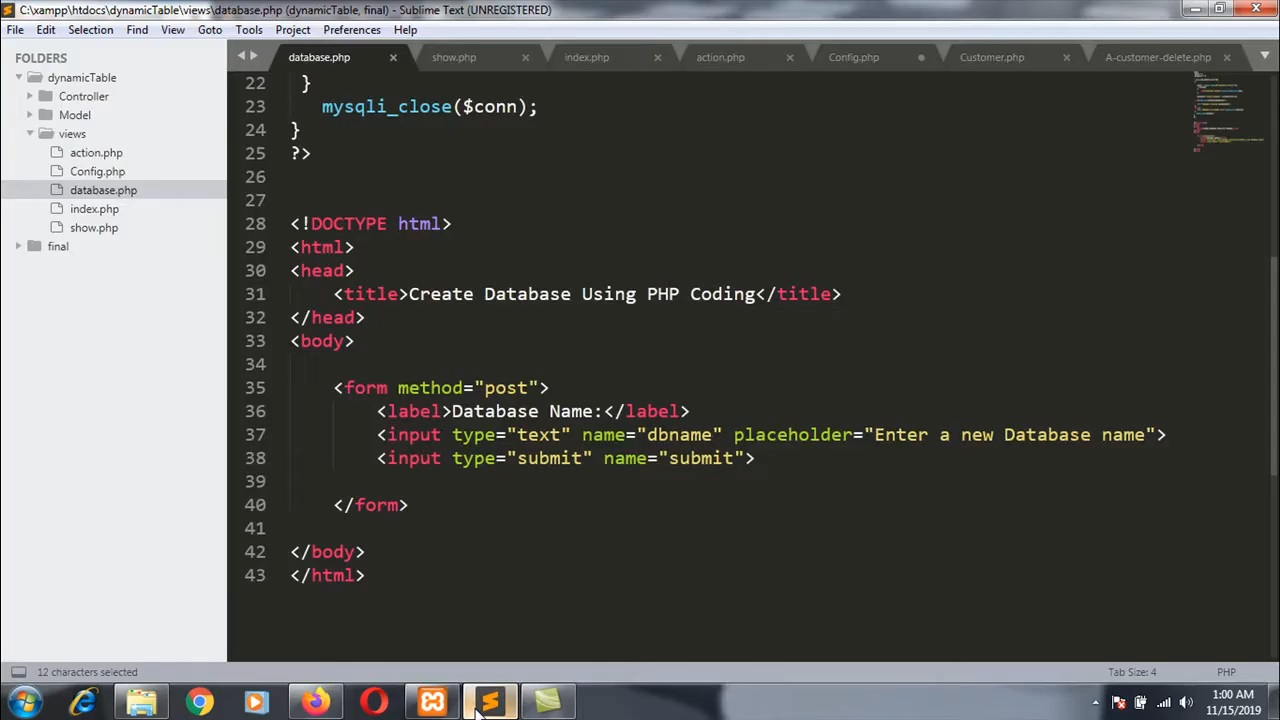 C:\xampp\htdocs\dynamicTable\views\database.php (dynamicTable, final) - Sublime Text (UNREGISTERED)
File Edit Selection Find View Goto Tools Project Preferences Help
FOLDERS
dynamicTable
Controller
Model
views
action.php
Config.php
database.php
index.php
show.php
final
database.php show.php index.php action.php Config.php Customer.php A-customer-delete.php
22 }
23 mysqli_close($conn);
24 }
25 ?>
26
27
28 <!DOCTYPE html>
29 <html>
30 <head>
31 <title>Create Database Using PHP Coding</title>
32 </head>
33 <body>
34
35 <form method="post">
36 <label>Database Name:</label>
37 <input type="text" name="dbname" placeholder="Enter a new Database name">
38 <input type="submit" name="submit">
39
40 </form>
41
42 </body>
43 </html>
12 characters selected Tab Size: 4 PHP
1:00 AM
11/15/2019